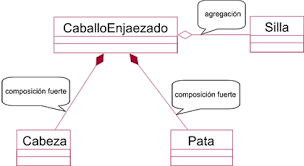 agregación
CaballoEnjaezado
Silla
composición fuerte
composición fuerte
Cabeza
Pata